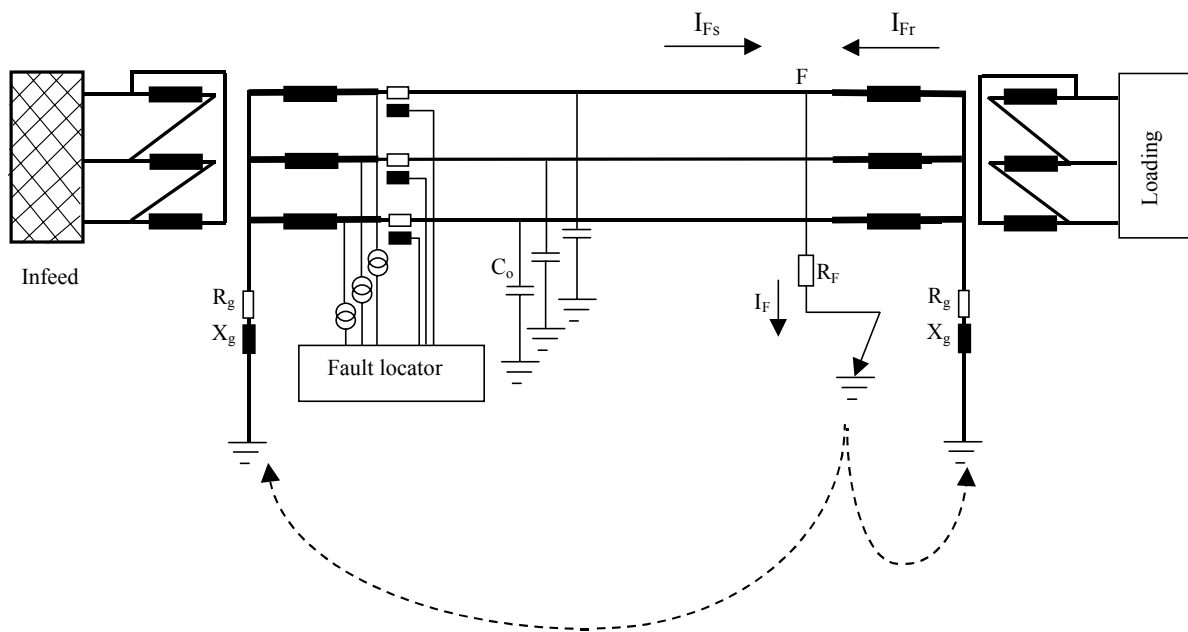 I_Fs
I_Fr
F
Infeed
Loading
R_g
X_g
C_o
R_F
I_F
R_g
X_g
Fault locator